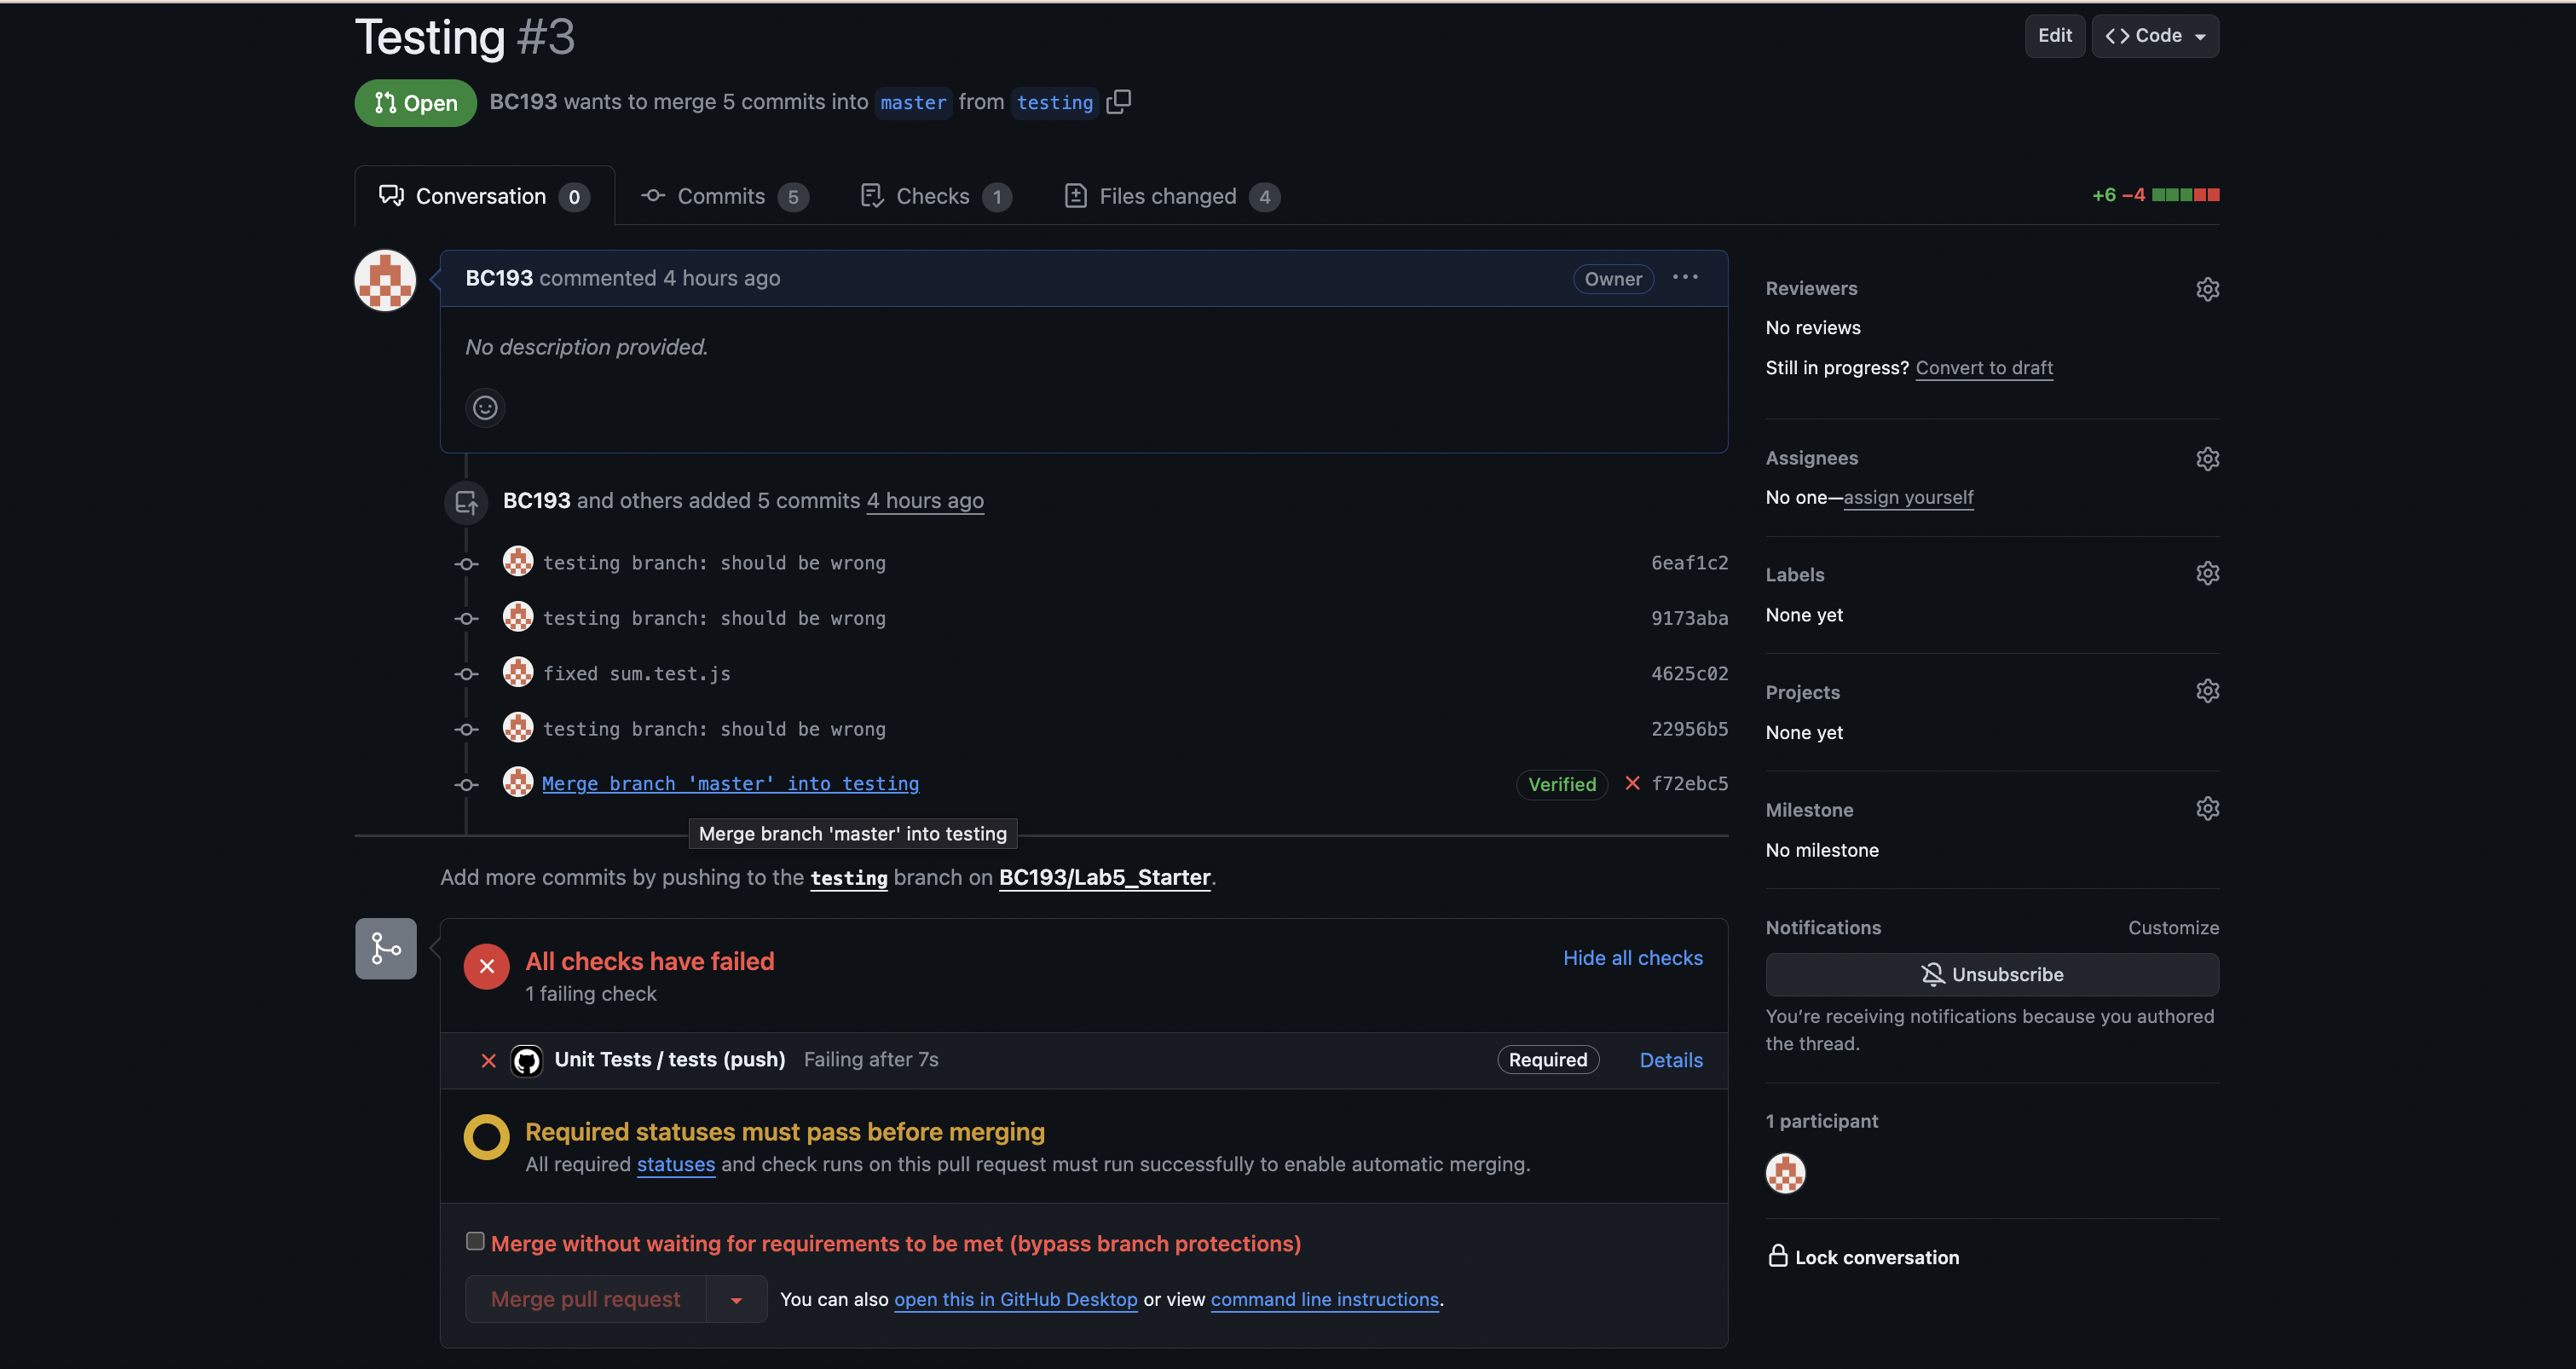 Testing #3
Edit
Code
Open
BC193 wants to merge 5 commits into master from testing
Conversation 0
Commits 5
Checks 1
Files changed 4
+6 −4
BC193 commented 4 hours ago
Owner
No description provided.
BC193 and others added 5 commits 4 hours ago
testing branch: should be wrong 6eaf1c2
testing branch: should be wrong 9173aba
fixed sum.test.js 4625c02
testing branch: should be wrong 22956b5
Merge branch 'master' into testing Verified f72ebc5
Merge branch 'master' into testing
Add more commits by pushing to the testing branch on BC193/Lab5_Starter.
All checks have failed
Hide all checks
1 failing check
Unit Tests / tests (push) Failing after 7s Required Details
Required statuses must pass before merging
All required statuses and check runs on this pull request must run successfully to enable automatic merging.
Merge without waiting for requirements to be met (bypass branch protections)
Merge pull request
You can also open this in GitHub Desktop or view command line instructions.
Reviewers
No reviews
Still in progress? Convert to draft
Assignees
No one—assign yourself
Labels
None yet
Projects
None yet
Milestone
No milestone
Notifications Customize
Unsubscribe
You're receiving notifications because you authored
the thread.
1 participant
Lock conversation